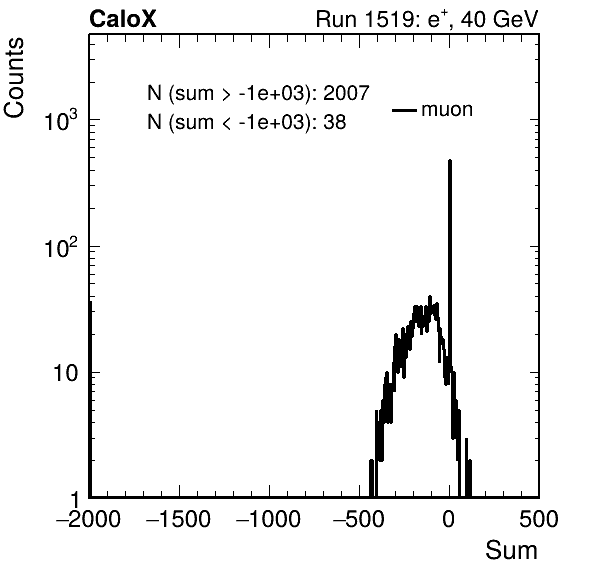 CaloX Run 1519: e⁺, 40 GeV
Counts
N (sum > -1e+03): 2007
N (sum < -1e+03): 38
muon
10³
10²
10
1
−2000 −1500 −1000 −500 0 500
Sum